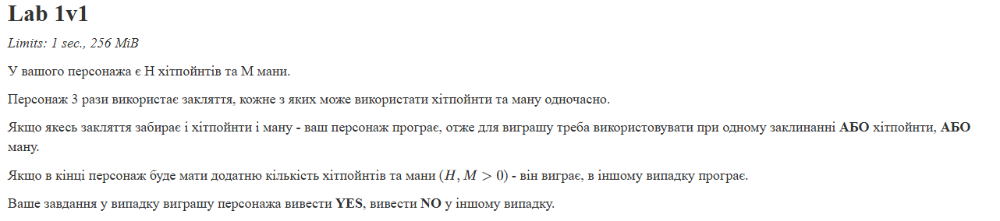 Lab 1v1
Limits: 1 sec., 256 MiB
У вашого персонажа є H хітпойнтів та M мани.
Персонаж 3 рази використає закляття, кожне з яких може використати хітпойнти та ману одночасно.
Якщо якесь закляття забирає і хітпойнти і ману - ваш персонаж програє, отже для виграшу треба використовувати при одному заклинанні АБО хітпойнти, АБО
ману.
Якщо в кінці персонаж буде мати додатню кількість хітпойнтів та мани (H, M > 0) - він виграє, в іншому випадку програє.
Ваше завдання у випадку виграшу персонажа вивести YES, вивести NO у іншому випадку.